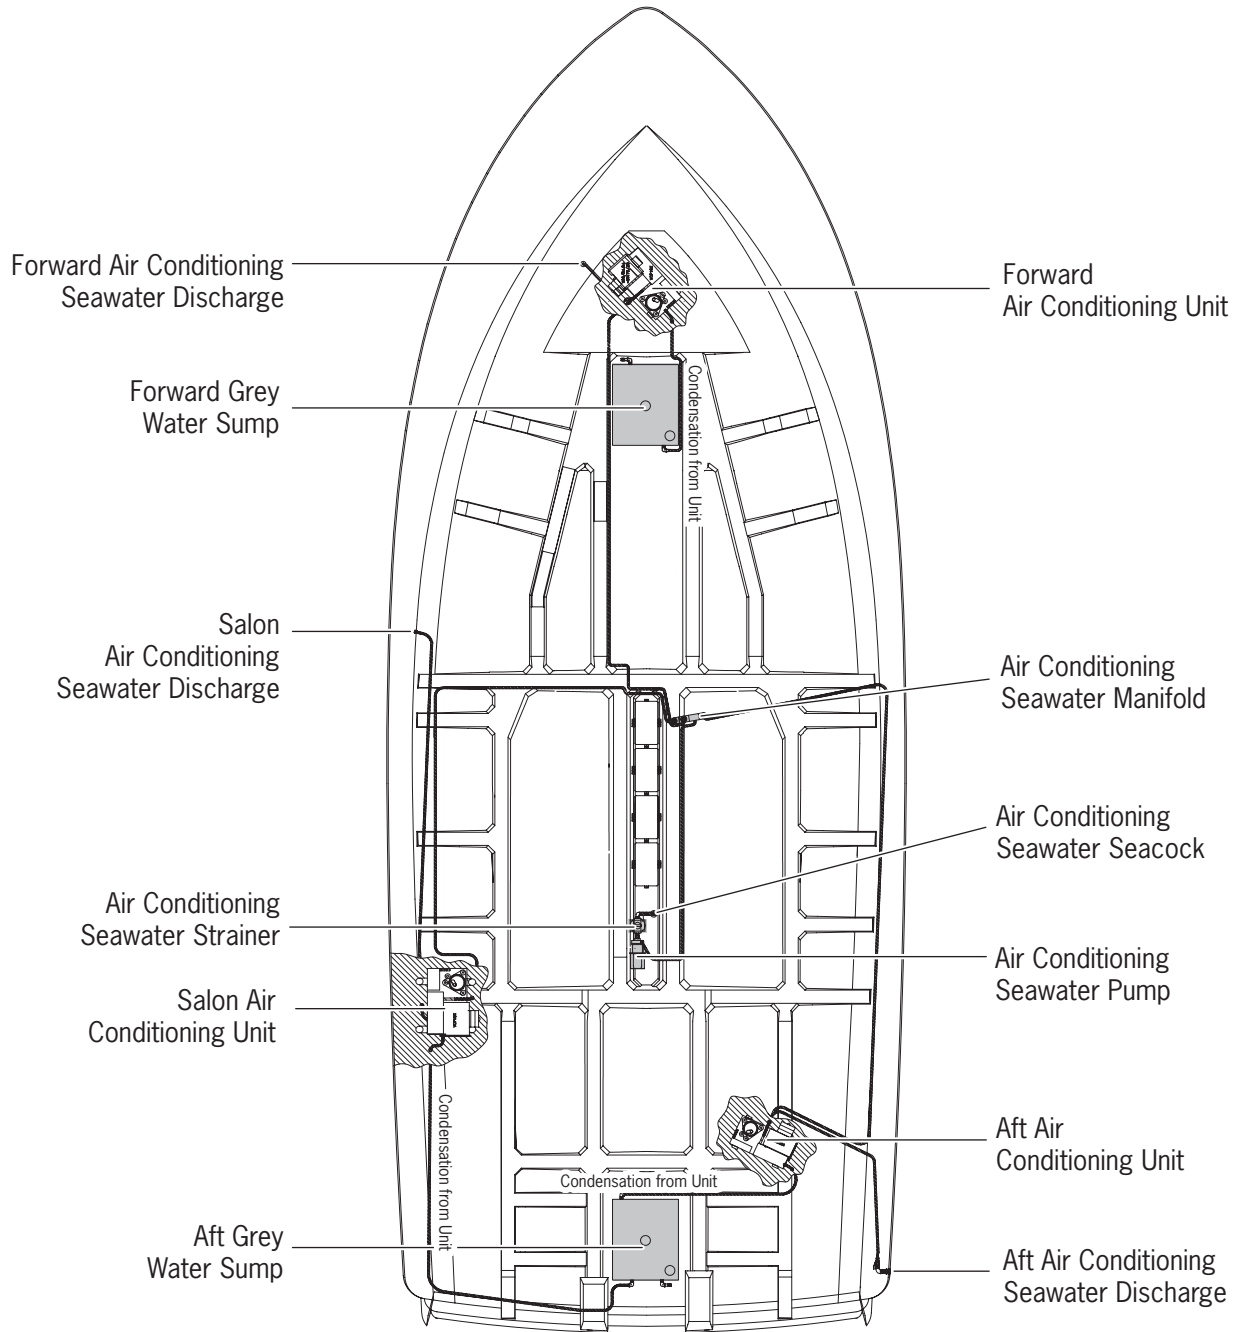 Forward Air Conditioning
Seawater Discharge
Forward
Air Conditioning Unit
Forward Grey
Water Sump
Condensation from Unit
Salon
Air Conditioning
Seawater Discharge
Air Conditioning
Seawater Manifold
Air Conditioning
Seawater Seacock
Air Conditioning
Seawater Strainer
Air Conditioning
Seawater Pump
Salon Air
Conditioning Unit
Condensation from Unit
Aft Air
Conditioning Unit
Condensation from Unit
Aft Grey
Water Sump
Aft Air Conditioning
Seawater Discharge